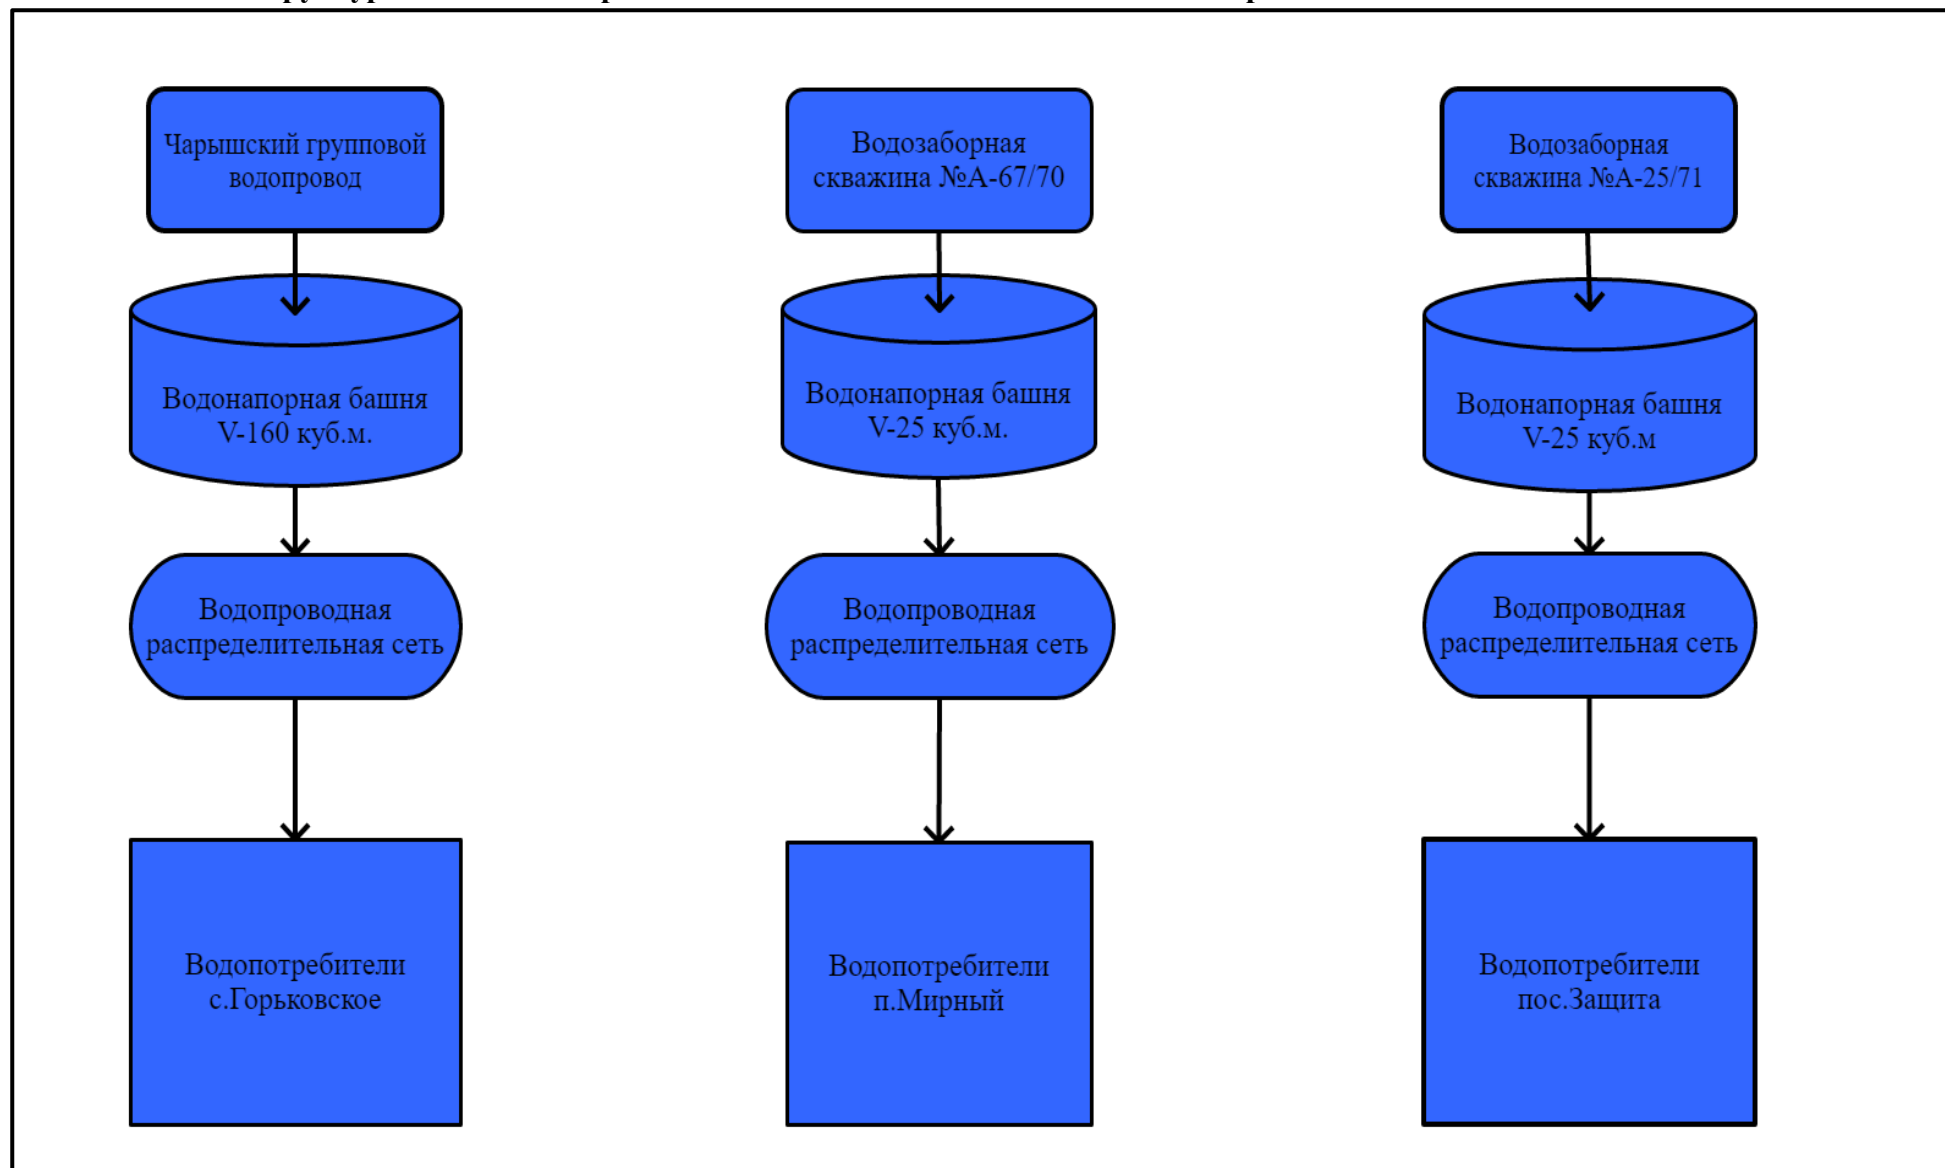 Чарышский групповой
водопровод
Водозаборная
скважина №А-67/70
Водозаборная
скважина №А-25/71
Водонапорная башня
V-160 куб.м.
Водонапорная башня
V-25 куб.м.
Водонапорная башня
V-25 куб.м
Водопроводная
распределительная сеть
Водопроводная
распределительная сеть
Водопроводная
распределительная сеть
Водопотребители
с.Горьковское
Водопотребители
п.Мирный
Водопотребители
пос.Защита